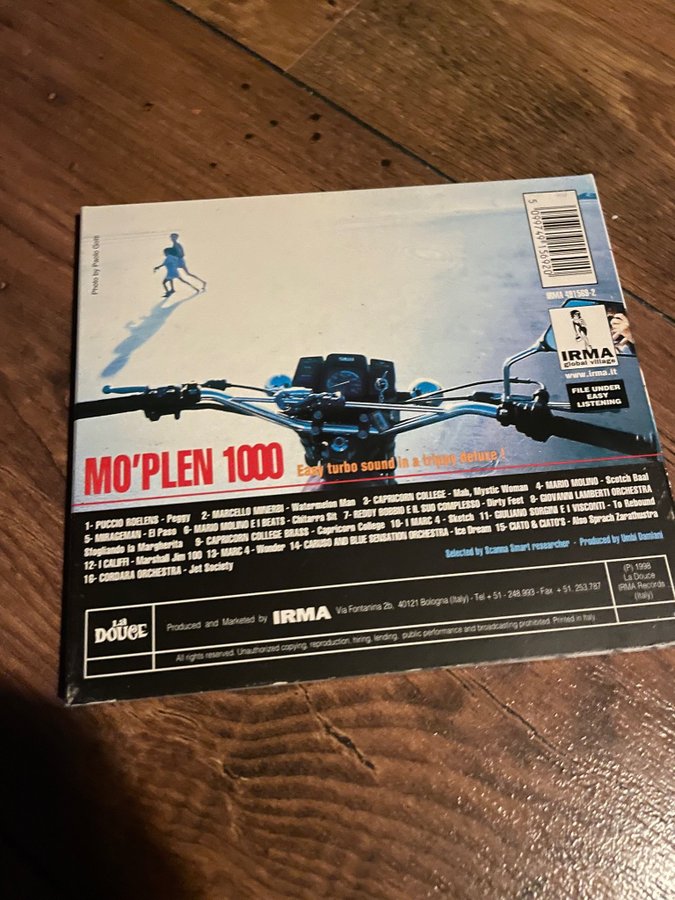 Photo by Paolo Gotti
5 099749 156920
IRMA 491569-2
IRMA
global village
www.irma.it
FILE UNDER
EASY
LISTENING
MO'PLEN 1000
Easy turbo sound in a trippp deluxe !
1- PUCCIO ROELENS - Peggy 2- MARCELLO MINERBI - Watermelon Man 3- CAPRICORN COLLEGE - Mah, Mystic Woman 4- MARIO MOLINO - Scotch Baal
5- MIRAGEMAN - El Paso 6- MARIO MOLINO E I BEATS - Chitarra Sit 7- REDDY BOBBIO E IL SUO COMPLESSO - Dirty Feet 8- GIOVANNI LAMBERTI ORCHESTRA
Sfogliando la Margherita 9- CAPRICORN COLLEGE BRASS - Capricorn College 10- I MARC 4 - Sketch 11- GIULIANO SORGINI E I VISCONTI - To Rebound
12- I CALIFFI - Marshall Jim 100 13- MARC 4 - Wonder 14- CARUSO AND BLUE SENSATION ORCHESTRA - Ice Dream 15- CIATO & CIATO'S - Also Sprach Zarathustra
16- CORDARA ORCHESTRA - Jet Society
Selected by Scanna Smart researcher - Produced by Umbi Damiani
LA
DOUCE
Produced and Marketed by IRMA Via Fontanina 2b, 40121 Bologna (Italy) - Tel + 51 - 248.993 - Fax + 51. 253.787
(P) 1998
La Douce
IRMA Records
(Italy)
All rights reserved. Unauthorized copying, reproduction, hiring, lending, public performance and broadcasting prohibited. Printed in Italy.